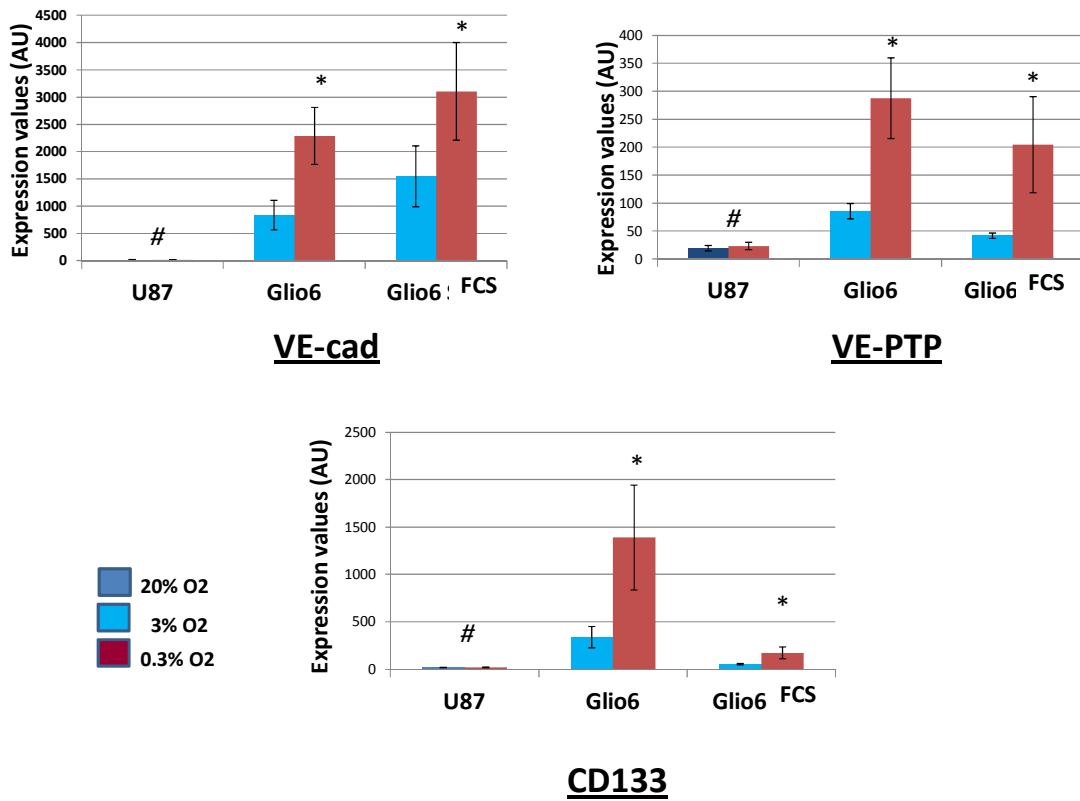 Expression values (AU)
4500
4000
3500
3000
2500
2000
1500
1000
500
0
#
*
*
U87
Glio6
Glio6 FCS
VE-cad
Expression values (AU)
400
350
300
250
200
150
100
50
0
#
*
*
U87
Glio6
Glio6 FCS
VE-PTP
Expression values (AU)
2500
2000
1500
1000
500
0
#
*
*
U87
Glio6
Glio6 FCS
20% O2
3% O2
0.3% O2
CD133